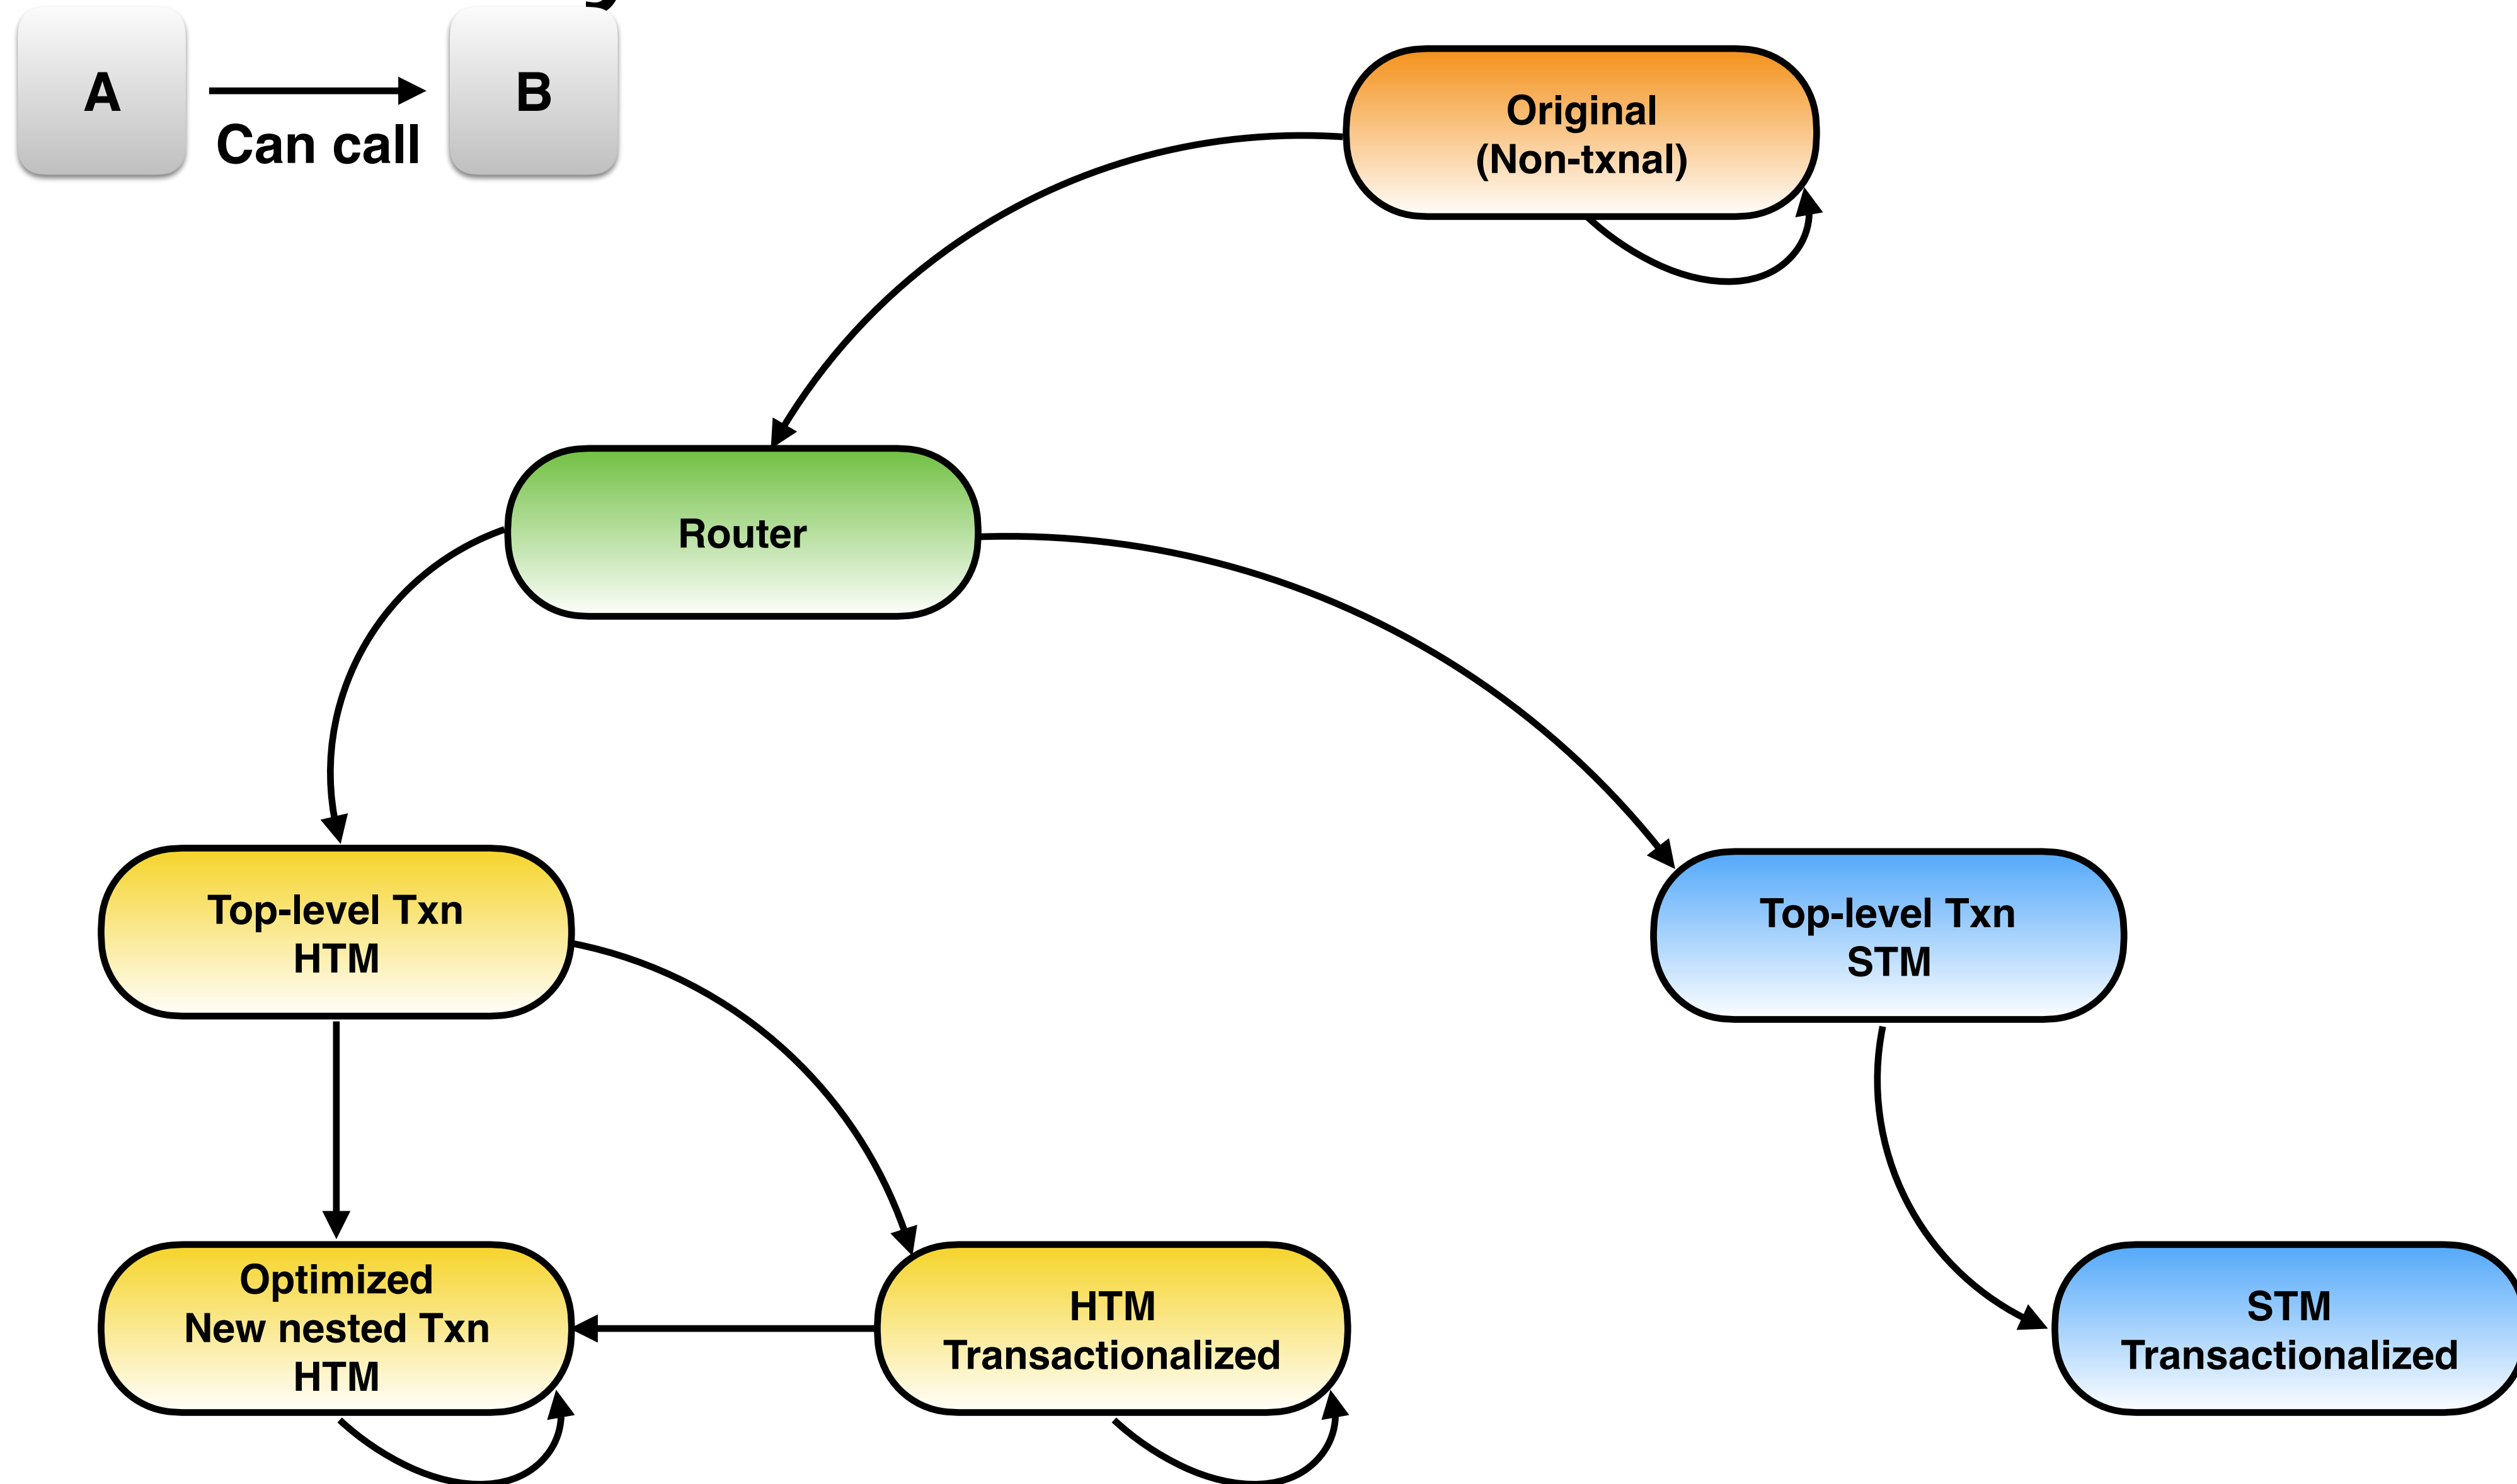 A
Can call
B
Original
(Non-txnal)
Router
Top-level Txn
HTM
Top-level Txn
STM
Optimized
New nested Txn
HTM
HTM
Transactionalized
STM
Transactionalized